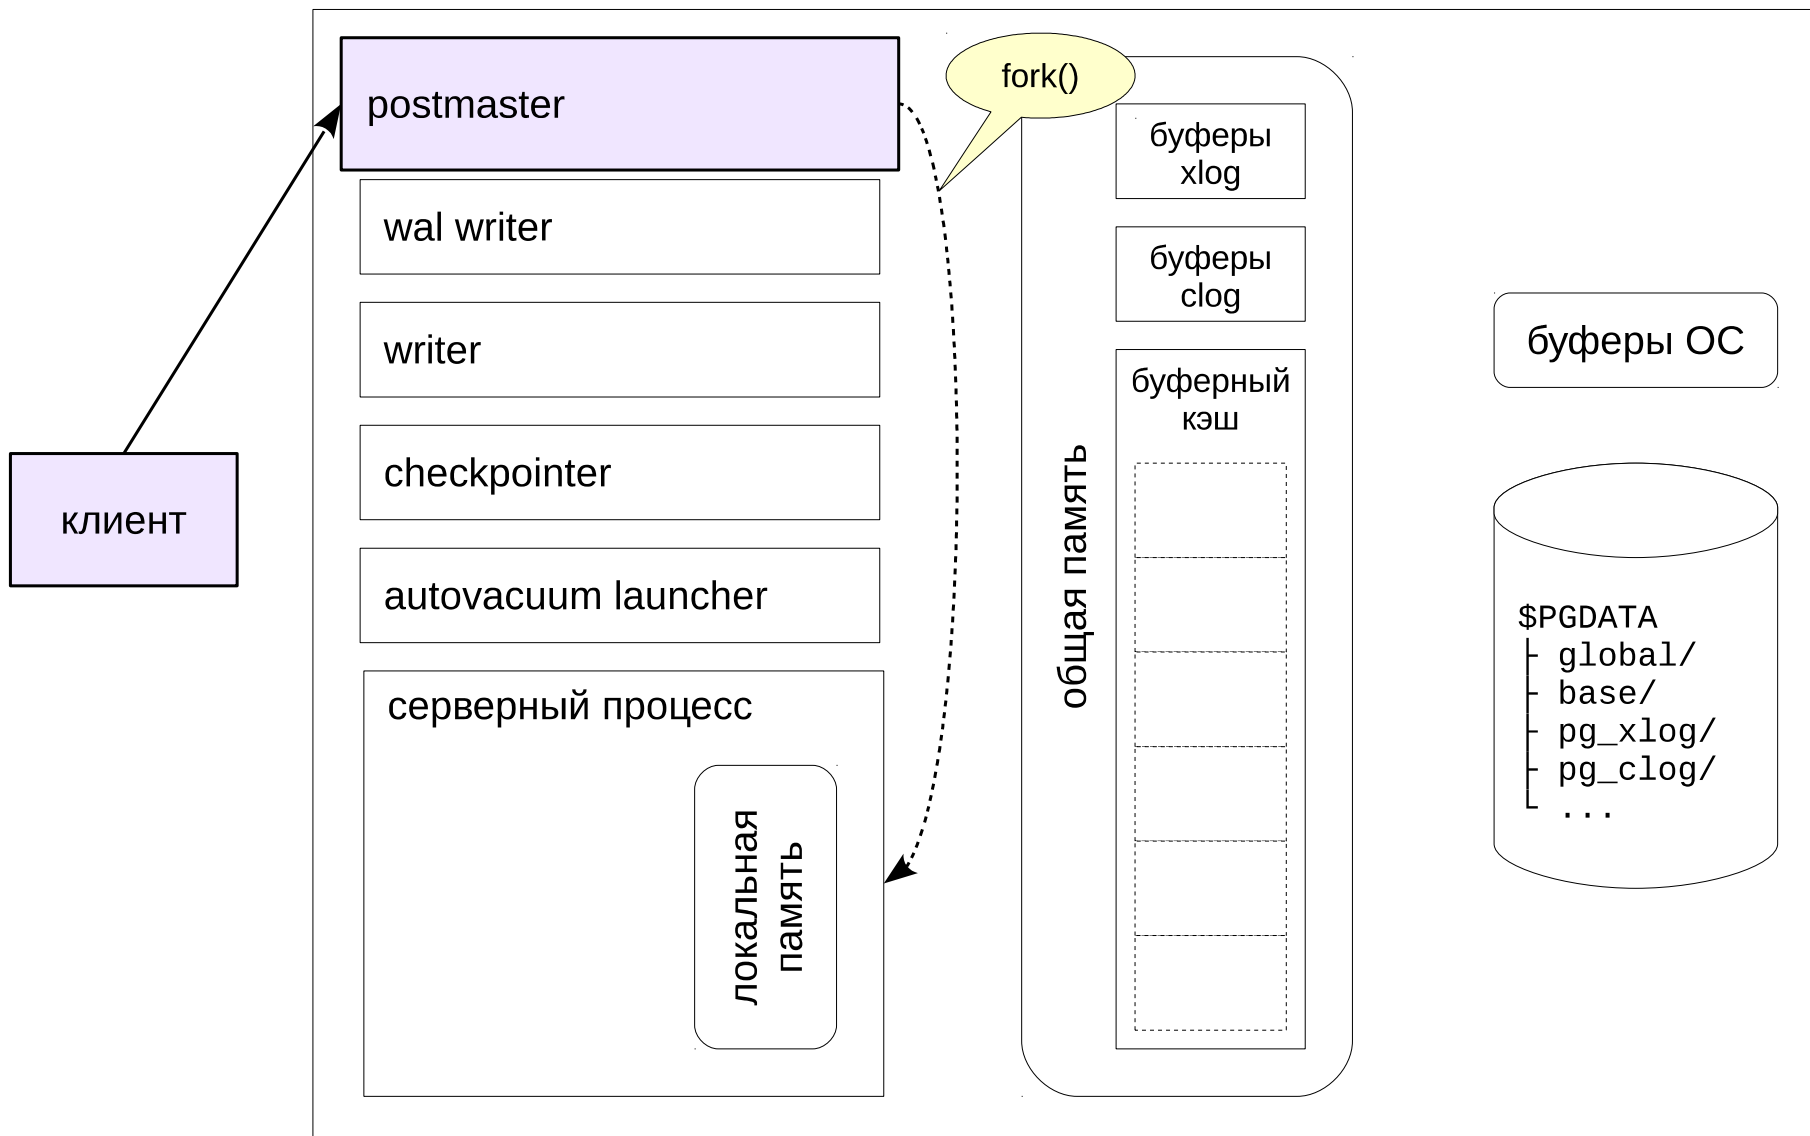 клиент
postmaster
wal writer
writer
checkpointer
autovacuum launcher
серверный процесс
локальная
память
fork()
общая память
буферы
xlog
буферы
clog
буферный
кэш
буферы ОС
$PGDATA
├ global/
├ base/
├ pg_xlog/
├ pg_clog/
└ ...